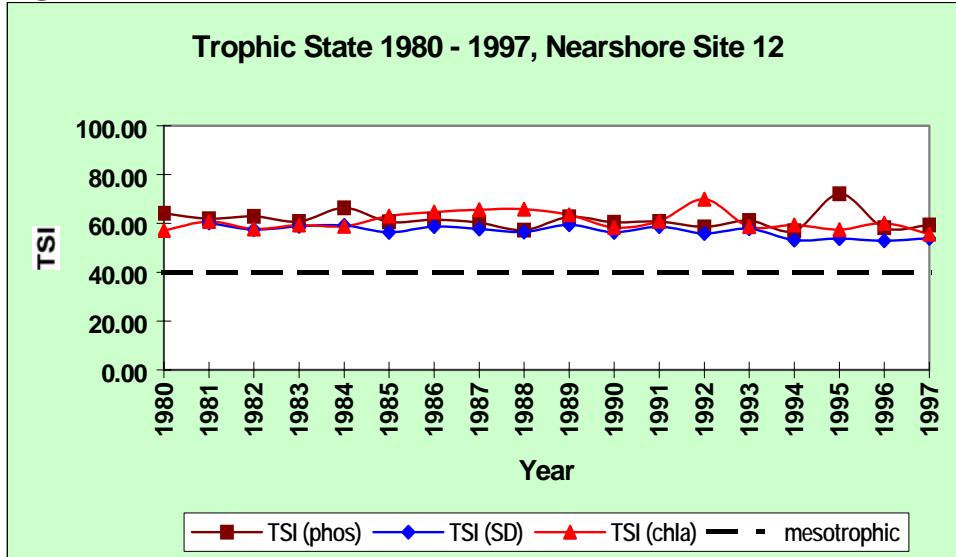 Trophic State 1980 - 1997, Nearshore Site 12
100.00
80.00
60.00
40.00
20.00
0.00
TSI
1980 1981 1982 1983 1984 1985 1986 1987 1988 1989 1990 1991 1992 1993 1994 1995 1996 1997
Year
TSI (phos) TSI (SD) TSI (chla) mesotrophic